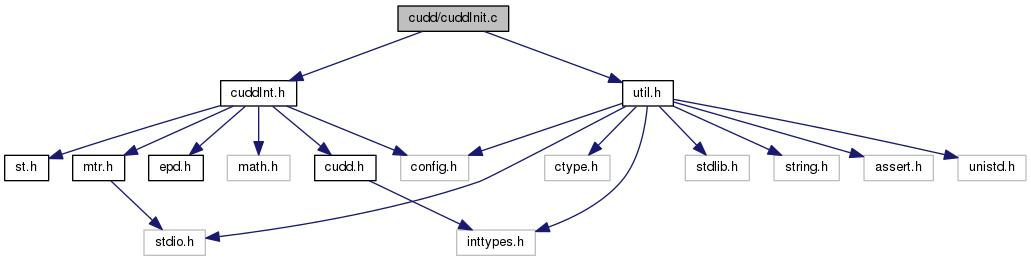 cudd/cuddInit.c
cuddInt.h
util.h
st.h
mtr.h
epd.h
math.h
cudd.h
config.h
ctype.h
stdlib.h
string.h
assert.h
unistd.h
stdio.h
inttypes.h